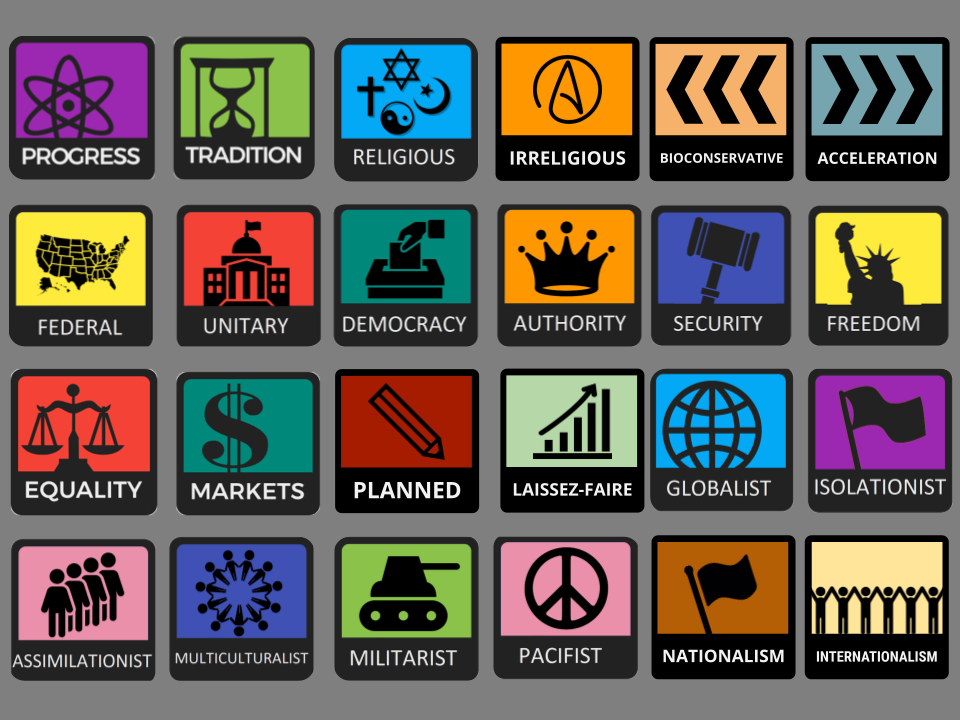 PROGRESS
TRADITION
RELIGIOUS
IRRELIGIOUS
BIOCONSERVATIVE
ACCELERATION
FEDERAL
UNITARY
DEMOCRACY
AUTHORITY
SECURITY
FREEDOM
EQUALITY
MARKETS
PLANNED
LAISSEZ-FAIRE
GLOBALIST
ISOLATIONIST
ASSIMILATIONIST
MULTICULTURALIST
MILITARIST
PACIFIST
NATIONALISM
INTERNATIONALISM